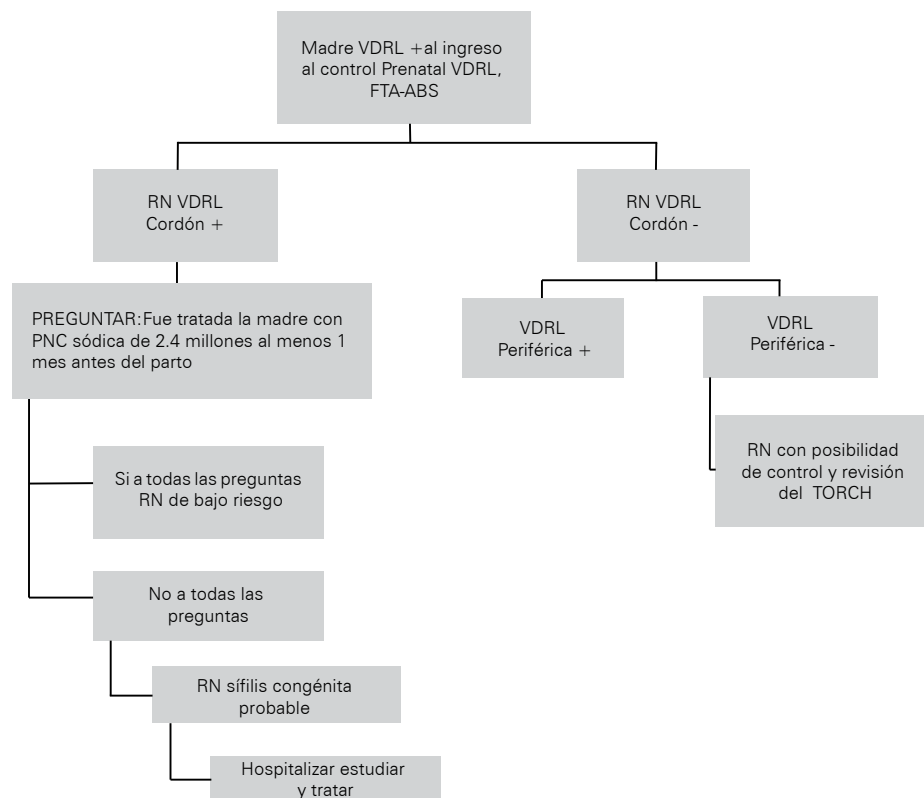 Madre VDRL +al ingreso
al control Prenatal VDRL,
FTA-ABS
RN VDRL
Cordón +
RN VDRL
Cordón -
PREGUNTAR:Fue tratada la madre con
PNC sódica de 2.4 millones al menos 1
mes antes del parto
VDRL
Periférica +
VDRL
Periférica -
RN con posibilidad
de control y revisión
del TORCH
Si a todas las preguntas
RN de bajo riesgo
No a todas las
preguntas
RN sífilis congénita
probable
Hospitalizar estudiar
y tratar